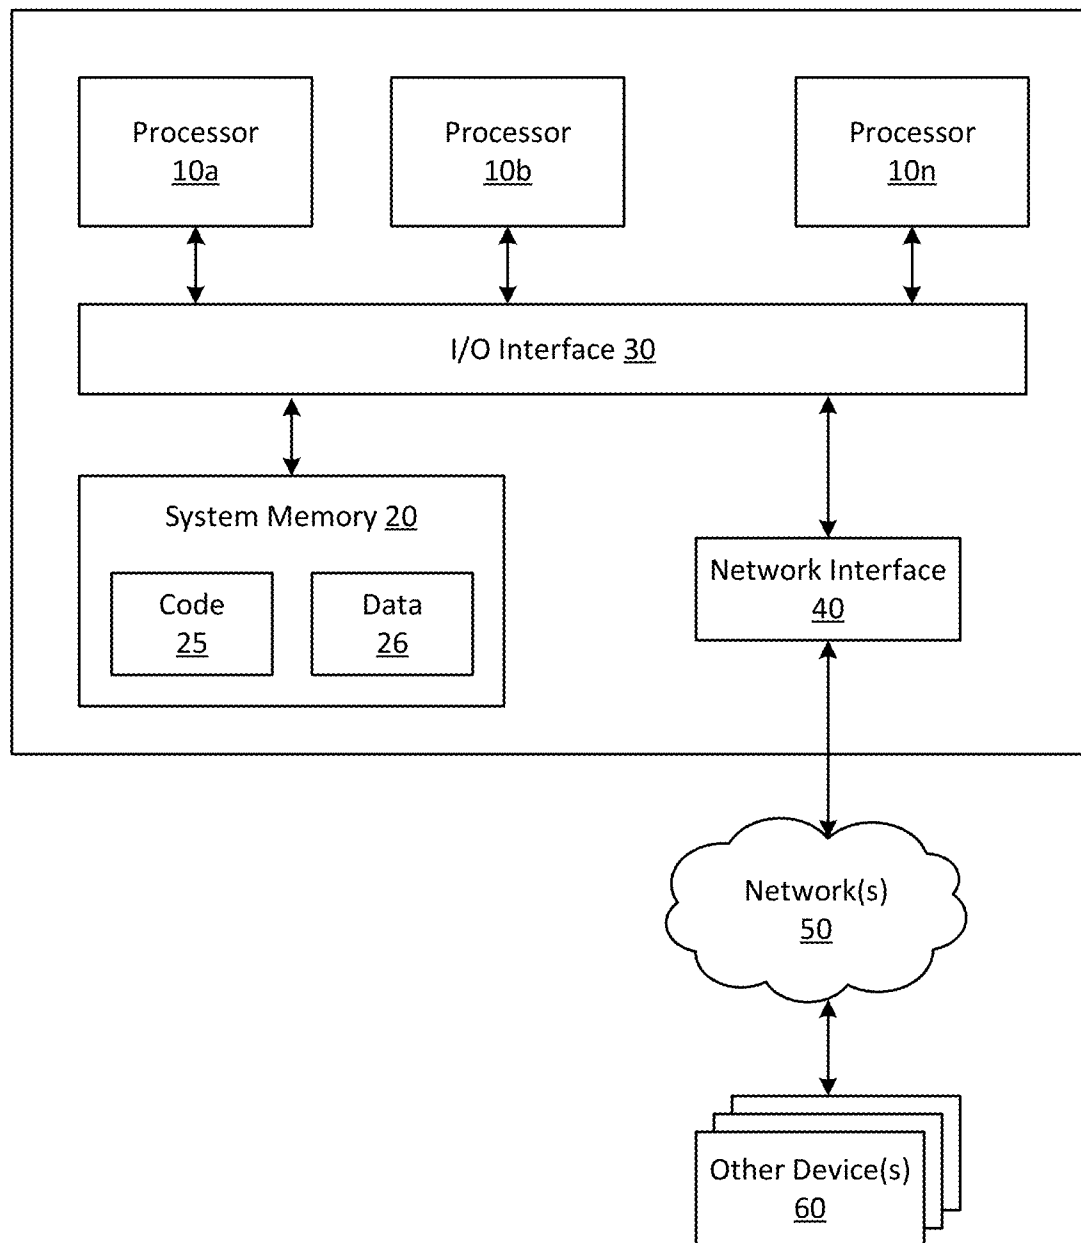 Processor
10a
Processor
10b
Processor
10n
I/O Interface 30
System Memory 20
Code
25
Data
26
Network Interface
40
Network(s)
50
Other Device(s)
60